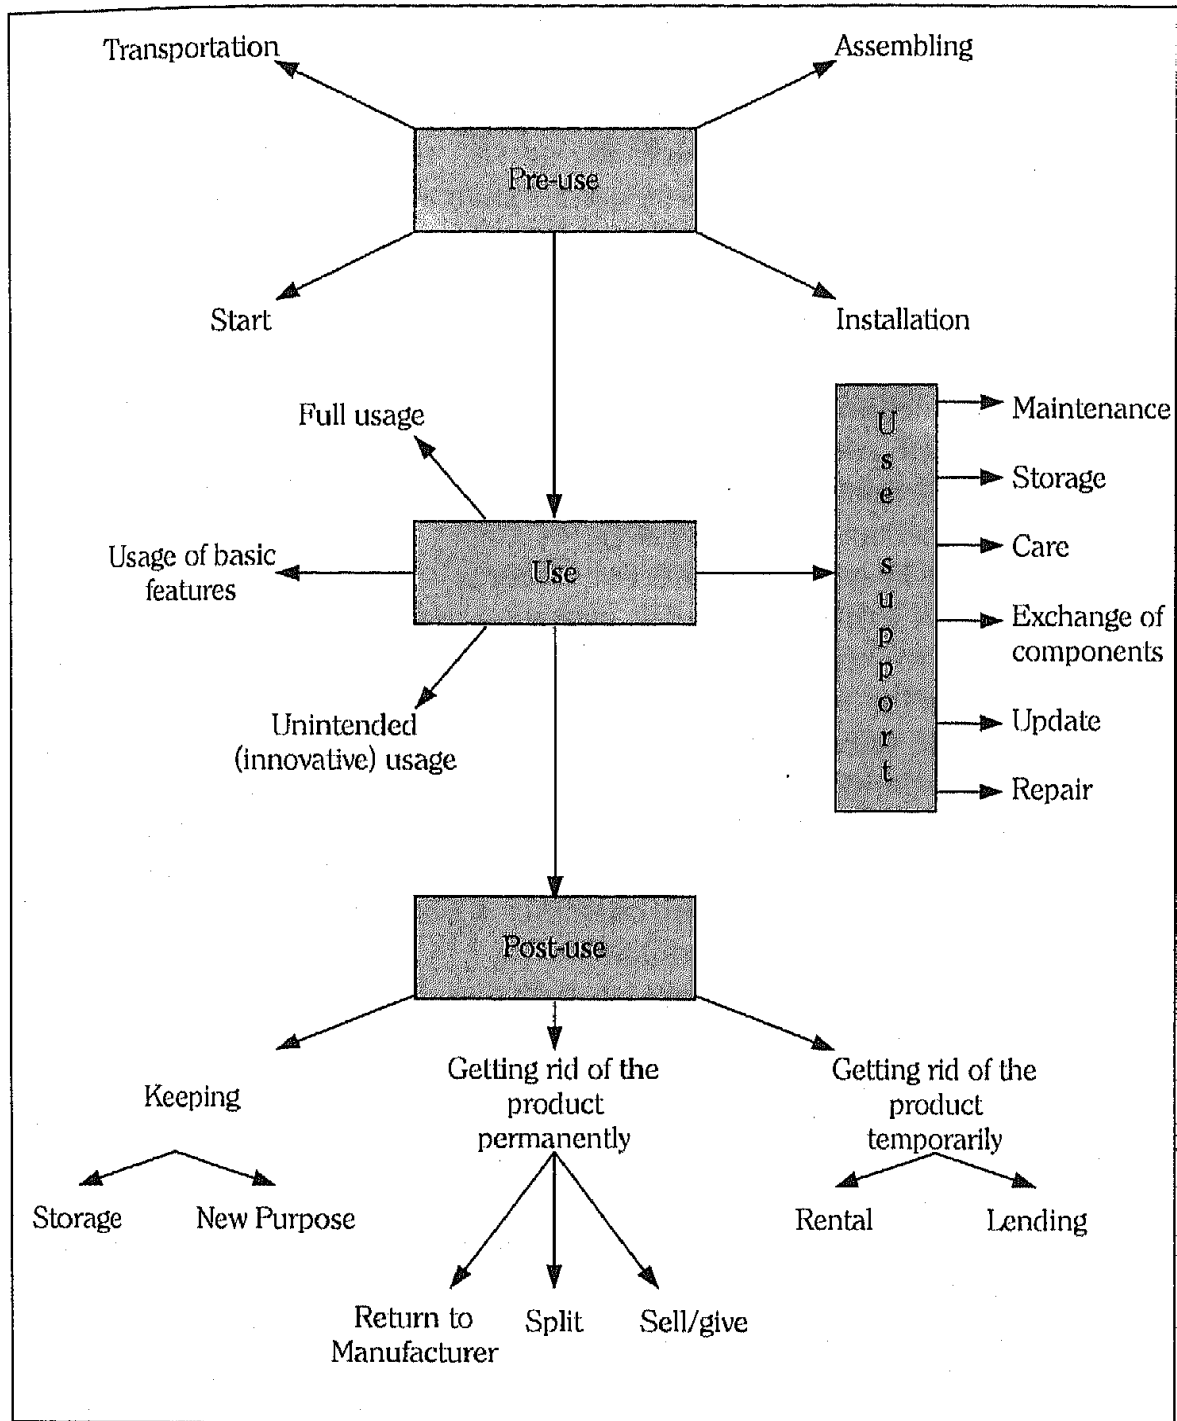 Transportation
Assembling
Pre-use
Start
Installation
Full usage
Usage of basic
features
Use
Unintended
(innovative) usage
Use support
Maintenance
Storage
Care
Exchange of
components
Update
Repair
Post-use
Keeping
Getting rid of the
product
permanently
Getting rid of the
product
temporarily
Storage
New Purpose
Rental
Lending
Return to
Manufacturer
Split
Sell/give